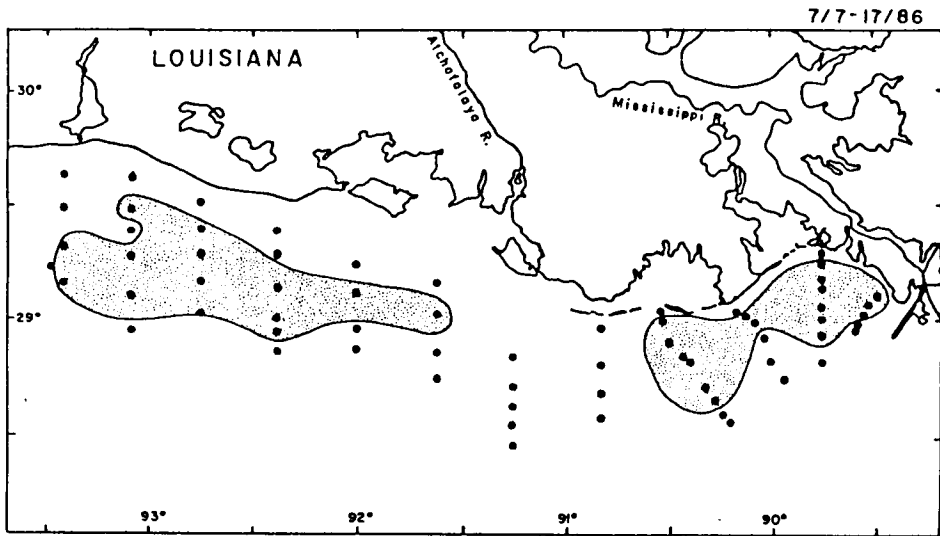 7/7-17/86
LOUISIANA
Atchafalaya R.
Mississippi R.
30°
29°
93°
92°
91°
90°